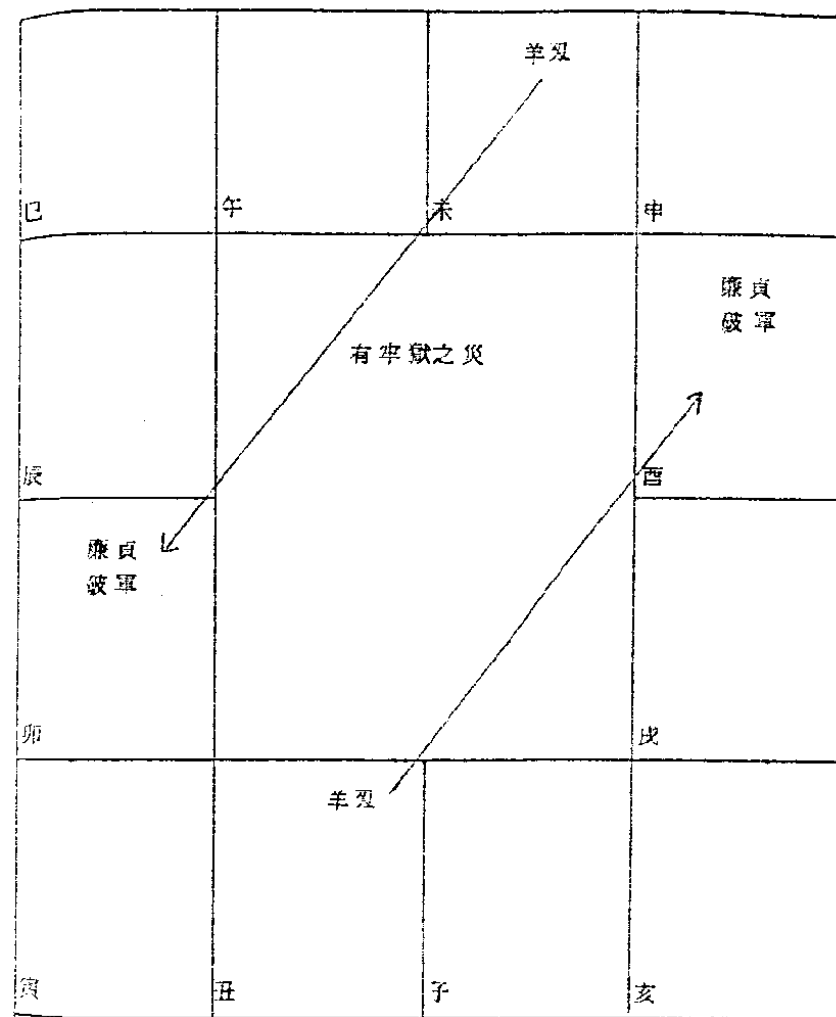 羊刄
巳
午
未
申
廉貞
破軍
有牢獄之災
辰
酉
廉貞
破軍
卯
戌
羊刄
寅
丑
子
亥